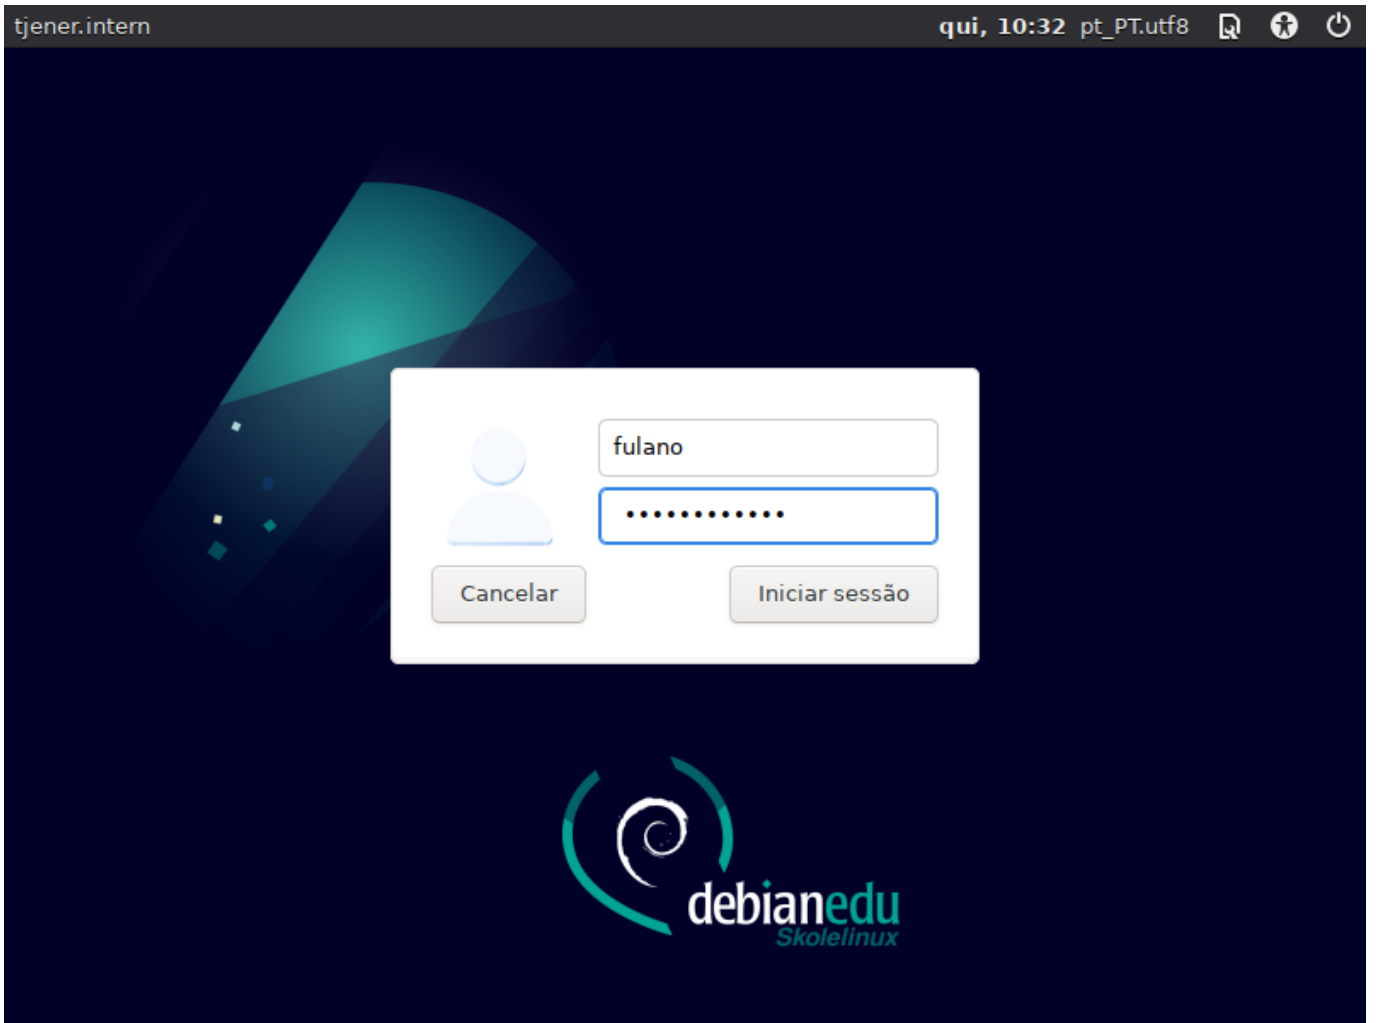 tjener.intern
qui, 10:32 pt_PT.utf8
fulano
••••••••••••
Cancelar
Iniciar sessão
debianedu
Skolelinux